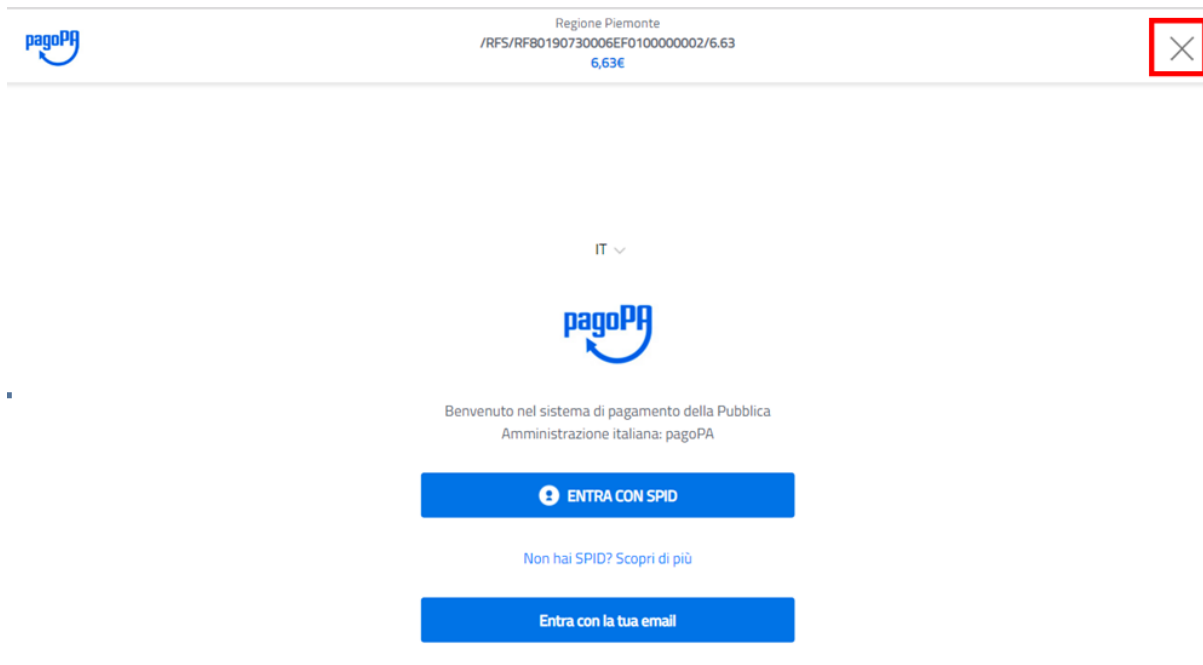 pagoPA
Regione Piemonte
/RFS/RF80190730006EF0100000002/6.63
6,63€
IT
pagoPA
Benvenuto nel sistema di pagamento della Pubblica
Amministrazione italiana: pagoPA
ENTRA CON SPID
Non hai SPID? Scopri di più
Entra con la tua email